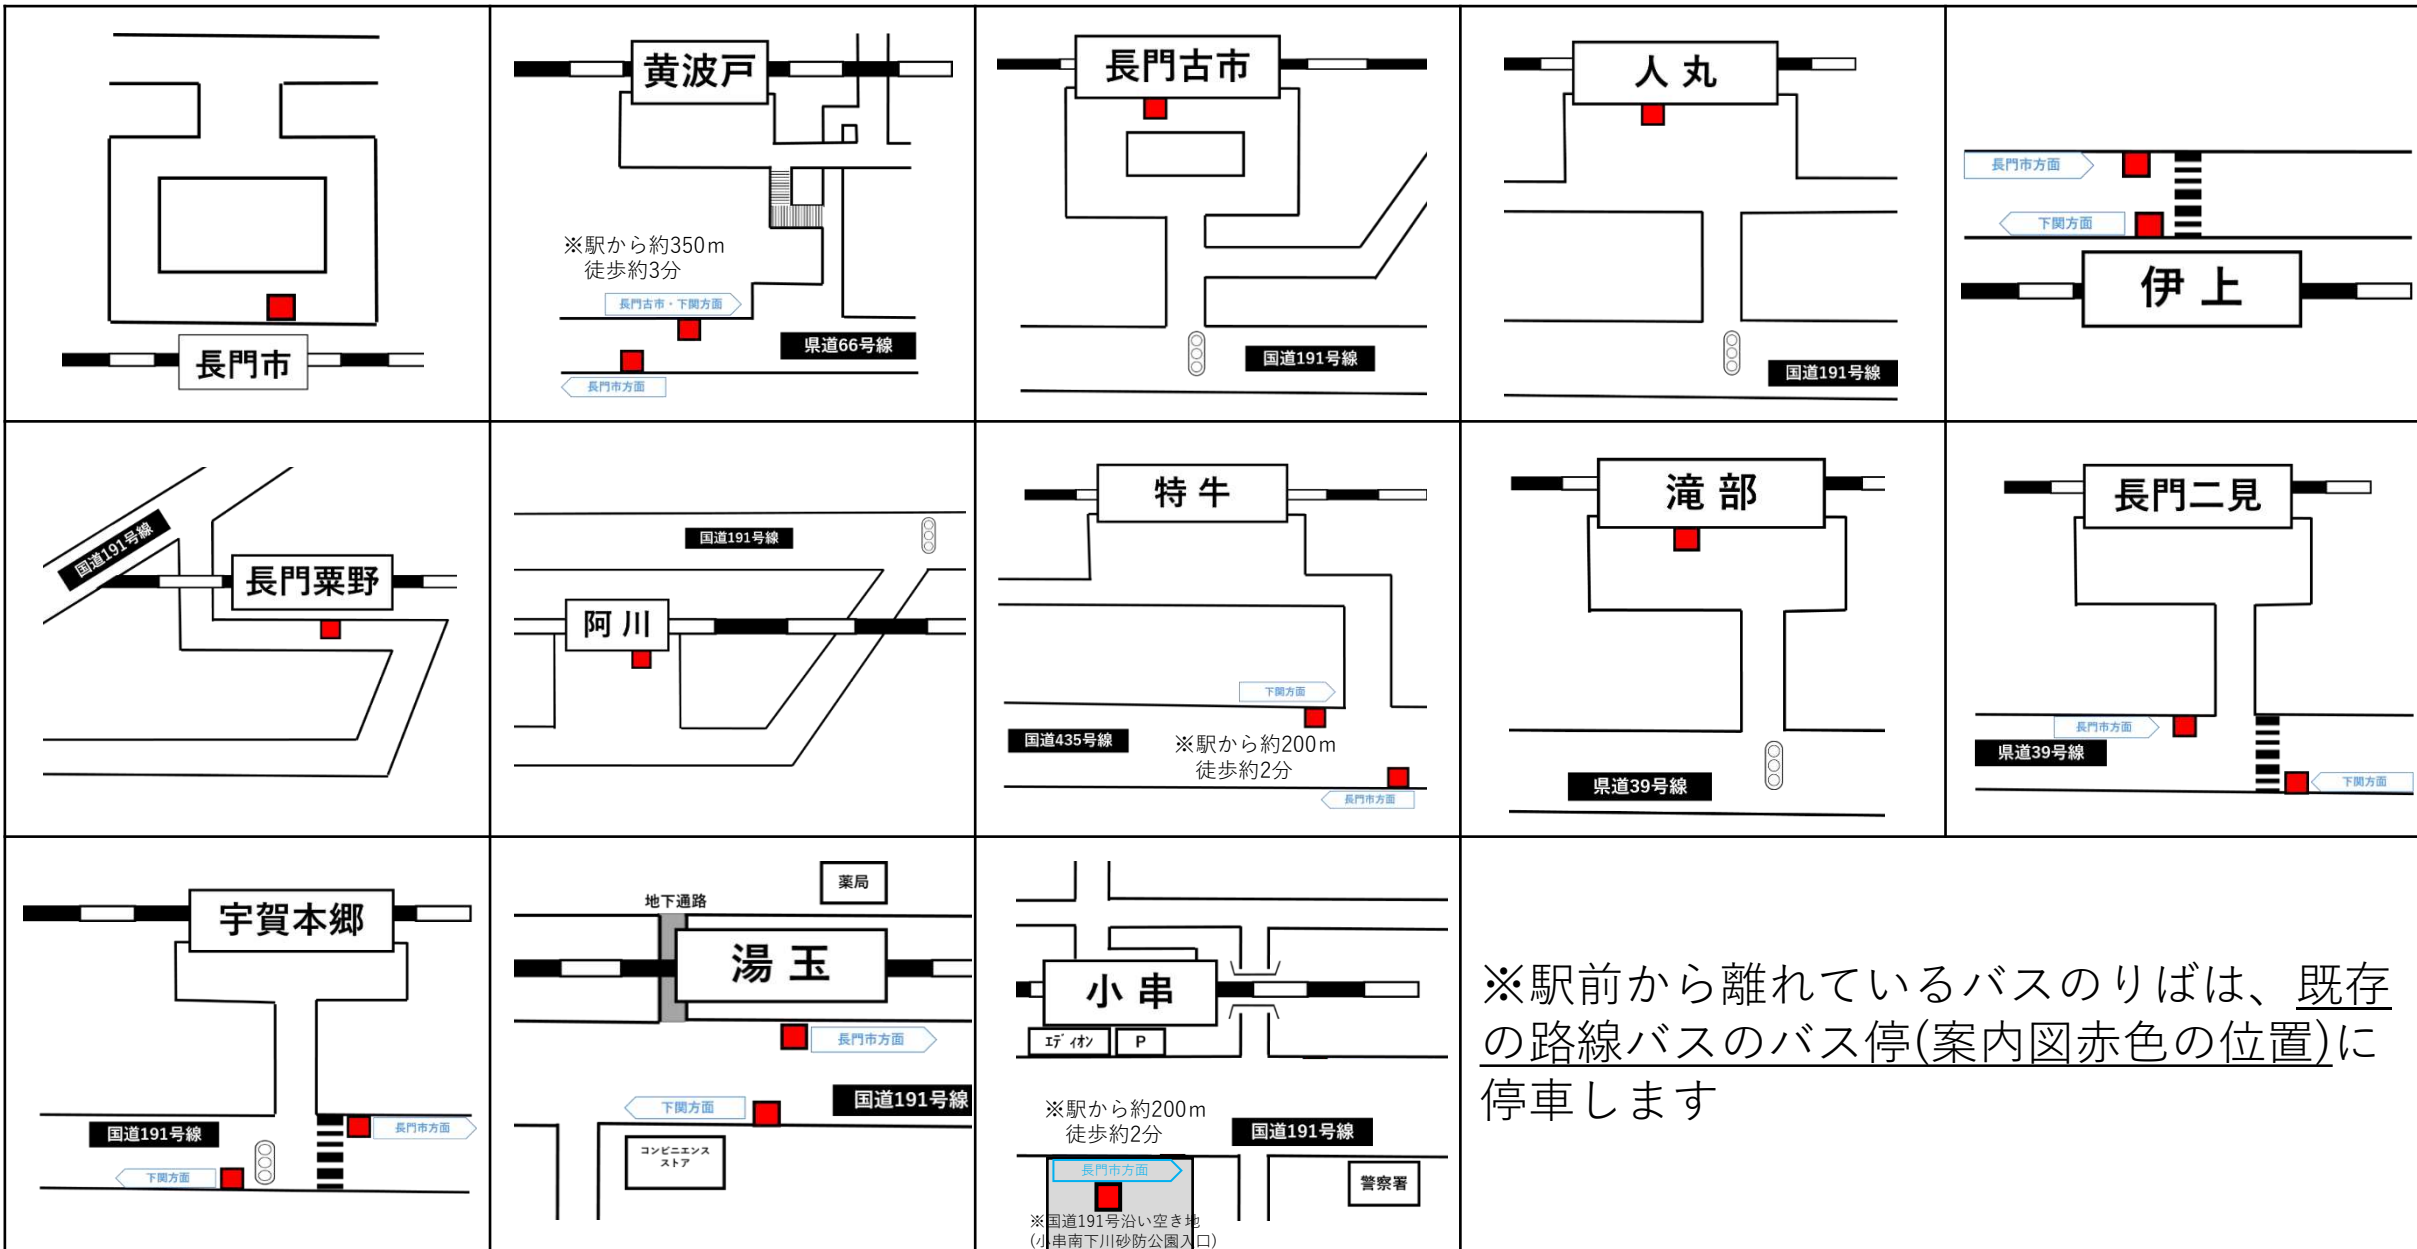 長門市
黄波戸
※駅から約350m
徒歩約3分
長門古市・下関方面
県道66号線
長門市方面
長門古市
国道191号線
人丸
国道191号線
長門市方面
下関方面
伊上
国道191号線
長門粟野
国道191号線
阿川
特牛
下関方面
国道435号線
※駅から約200m
徒歩約2分
長門市方面
滝部
県道39号線
長門二見
長門市方面
県道39号線
下関方面
宇賀本郷
国道191号線
長門市方面
下関方面
薬局
地下通路
湯玉
長門市方面
国道191号線
下関方面
コンビニエンス
ストア
小串
エディオン
P
※駅から約200m
徒歩約2分
国道191号線
長門市方面
警察署
※国道191号沿い空き地
(小串南下川砂防公園入口)
※駅前から離れているバスのりばは、既存
の路線バスのバス停(案内図赤色の位置)に
停車します